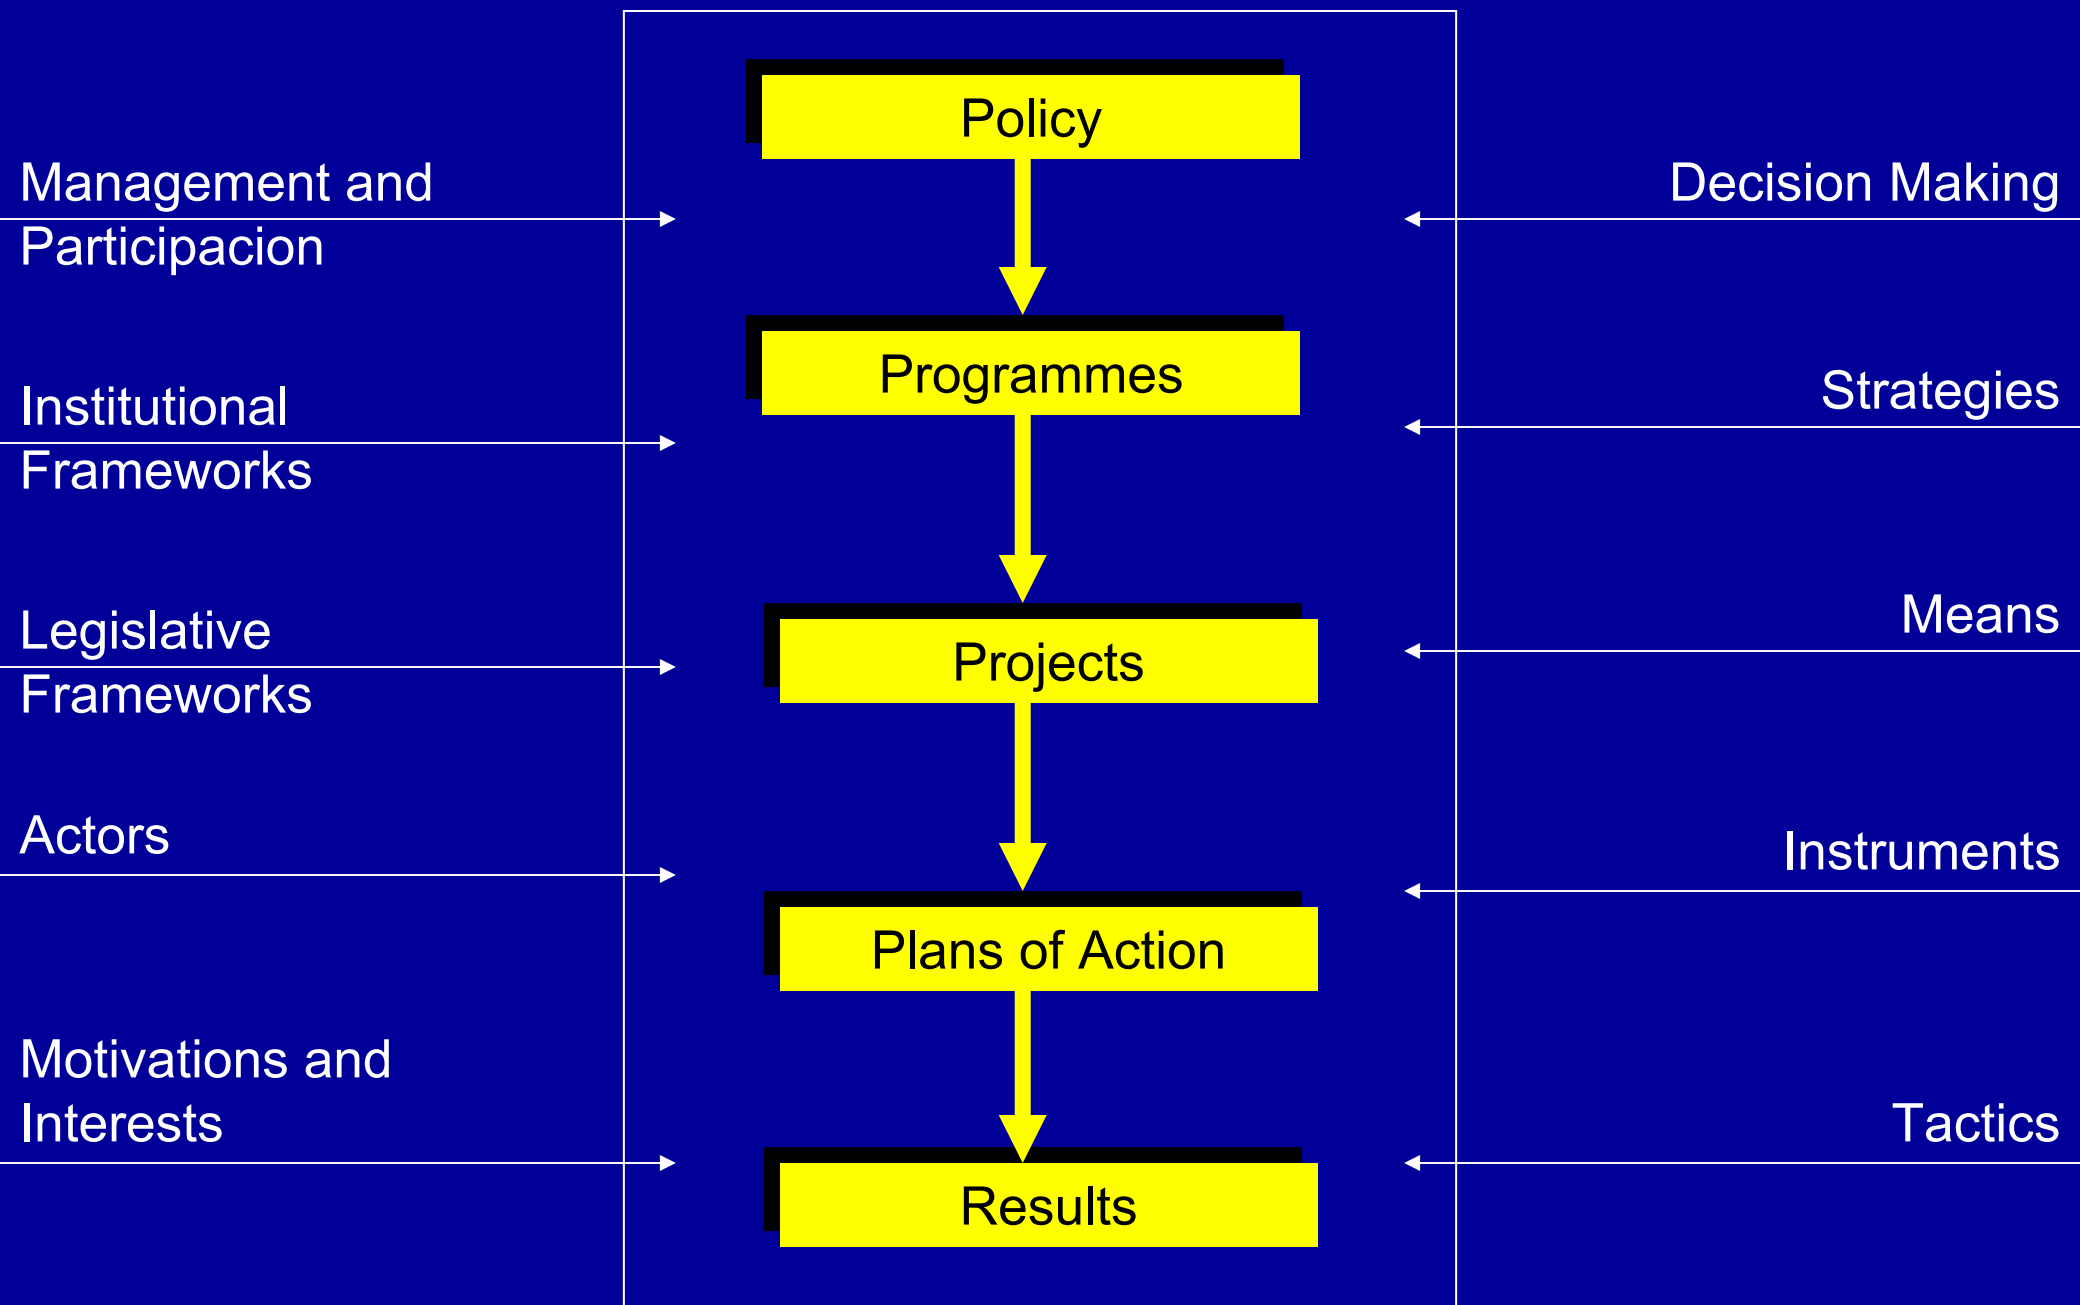 Policy
Management and
Participacion
Decision Making
Programmes
Institutional
Frameworks
Strategies
Legislative
Frameworks
Projects
Means
Actors
Instruments
Plans of Action
Motivations and
Interests
Tactics
Results